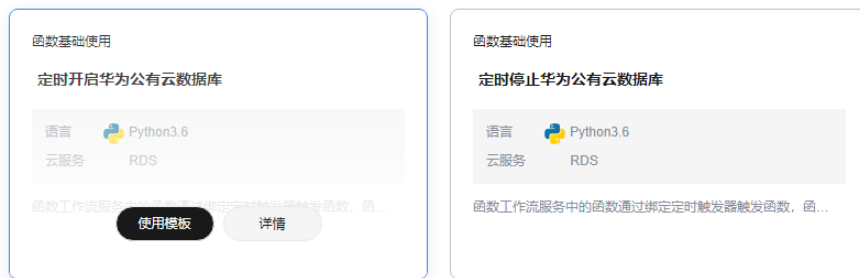 函数基础使用
定时开启华为公有云数据库
语言 Python3.6
云服务 RDS
函数工作流服务中的函数通过绑定定时触发器触发函数，函...
使用模板 详情
函数基础使用
定时停止华为公有云数据库
语言 Python3.6
云服务 RDS
函数工作流服务中的函数通过绑定定时触发器触发函数，函...